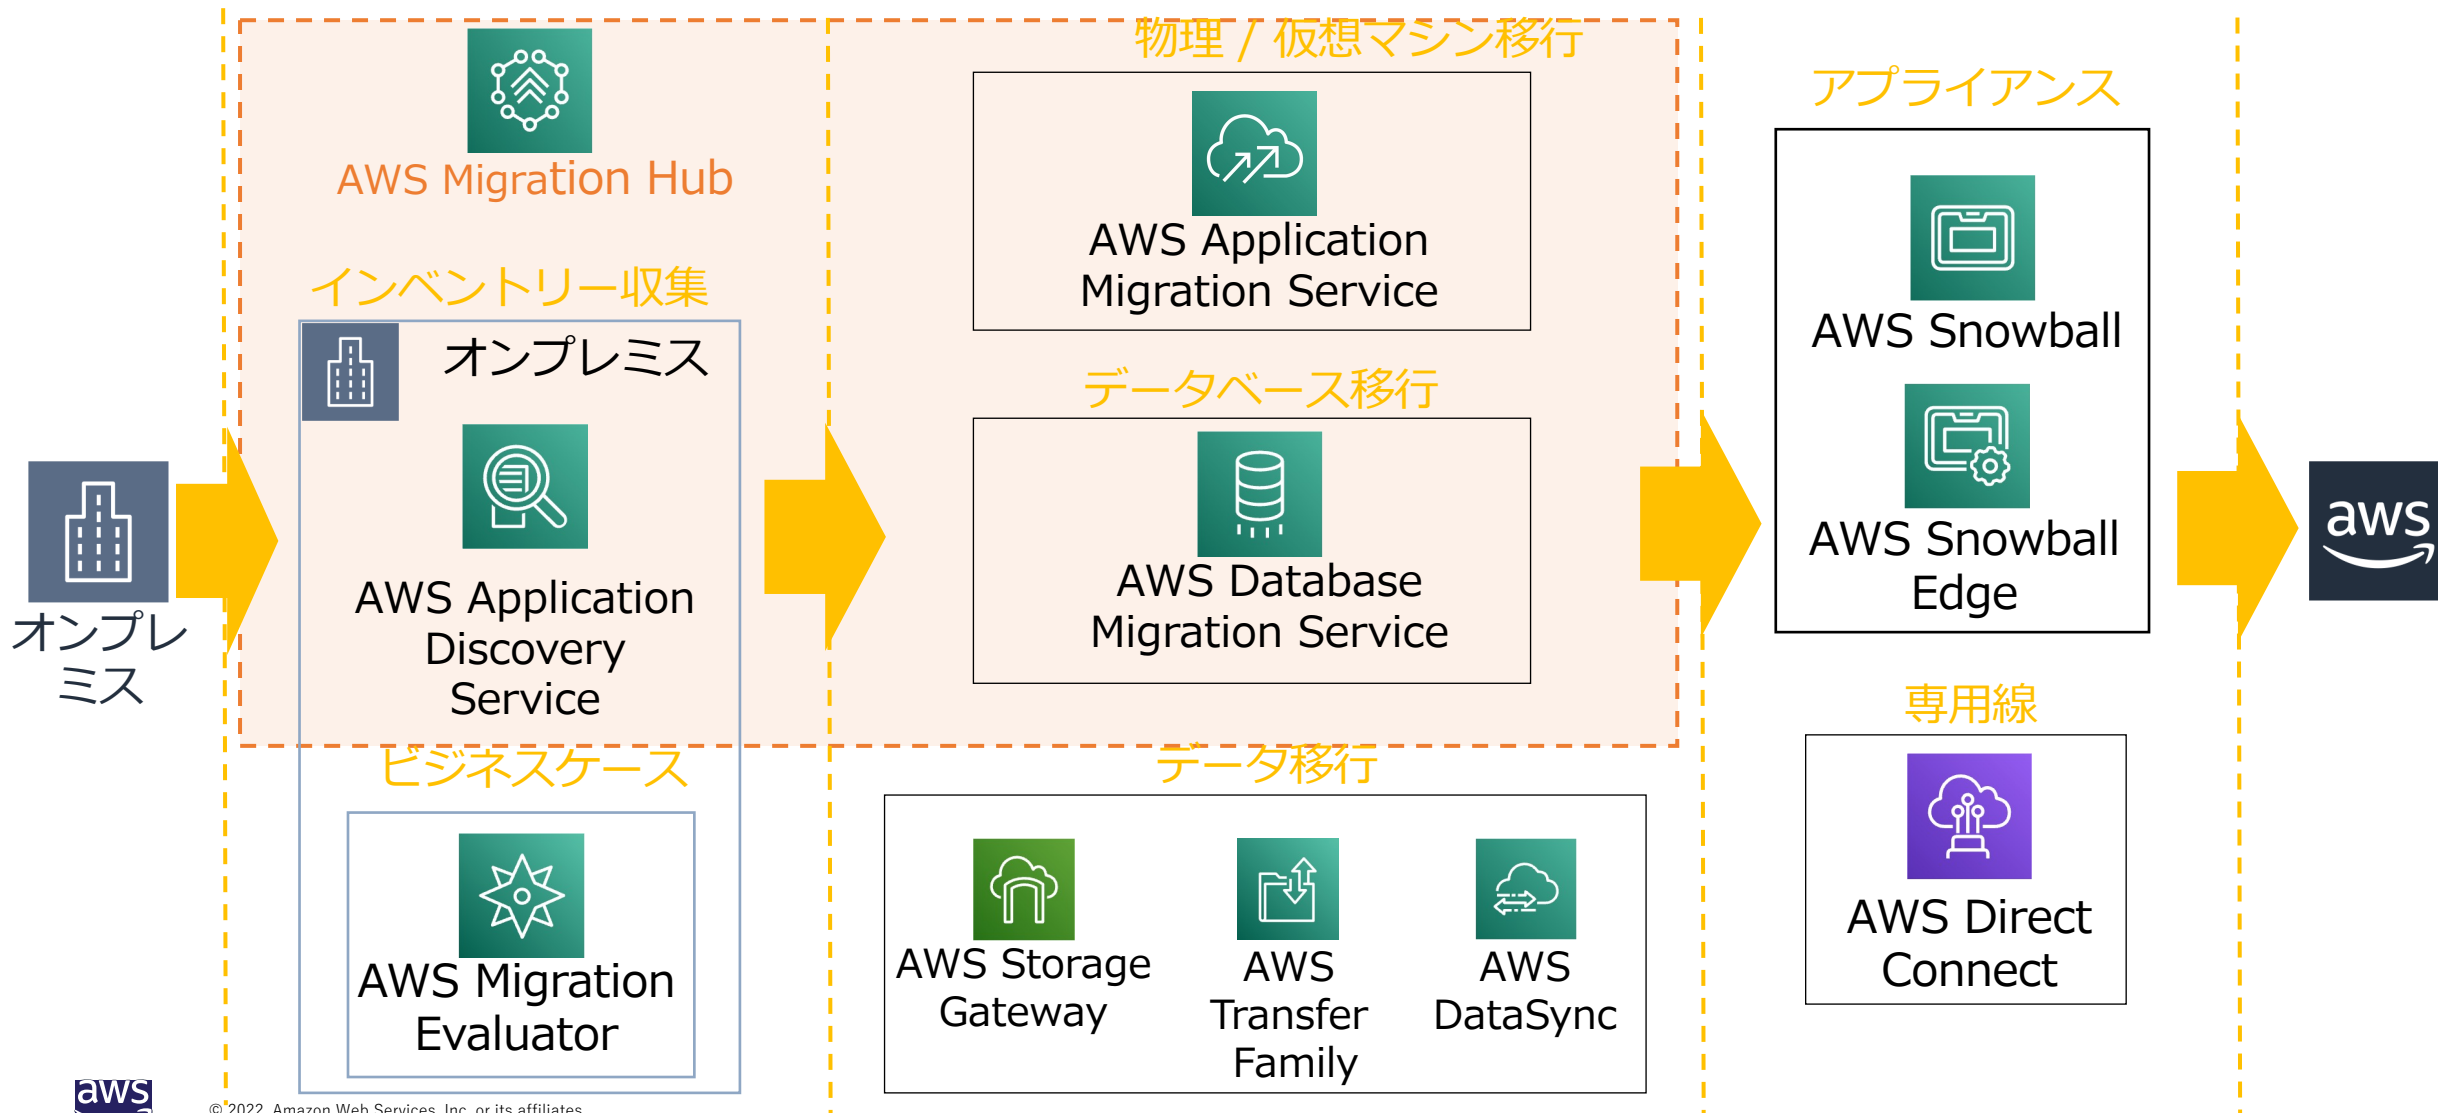 オンプレ
ミス
AWS Migration Hub
インベントリー収集
オンプレミス
AWS Application
Discovery
Service
ビジネスケース
AWS Migration
Evaluator
物理 / 仮想マシン移行
AWS Application
Migration Service
データベース移行
AWS Database
Migration Service
データ移行
AWS Storage
Gateway
AWS
Transfer
Family
AWS
DataSync
アプライアンス
AWS Snowball
AWS Snowball
Edge
専用線
AWS Direct
Connect
aws
aws
© 2022, Amazon Web Services, Inc. or its affiliates.